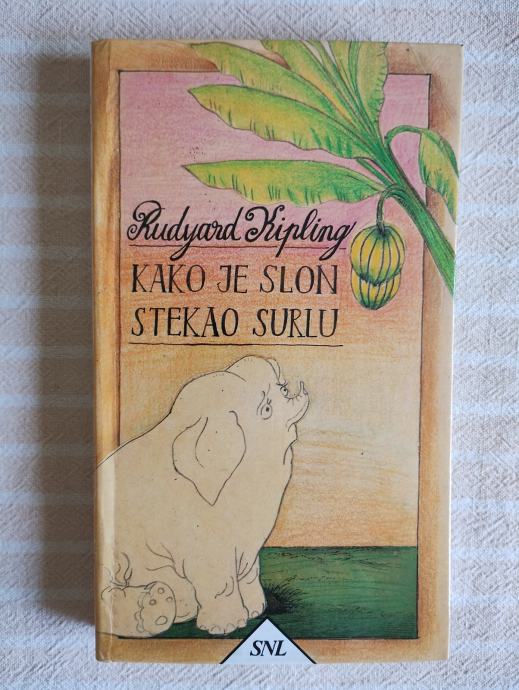 Rudyard Kipling
KAKO JE SLON
STEKAO SURLU
SNL